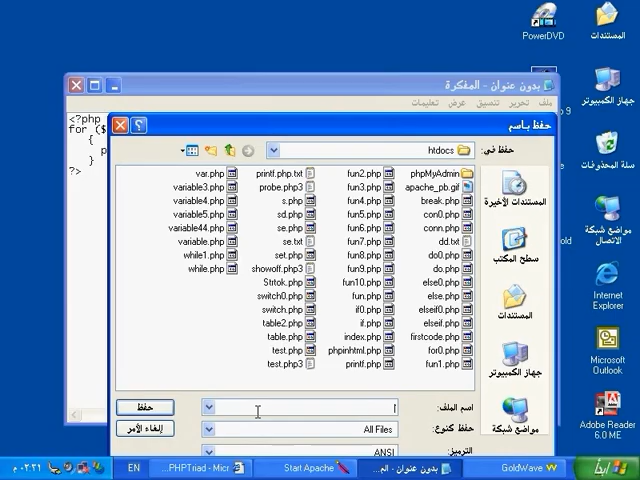 PowerDVD
المستندات
بدون عنوان - المفكرة
ملف تحرير تنسيق عرض تعليمات
جهاز الكمبيوتر
<?php
for ($
{
p
}
?>
حفظ باسم
حفظ في:
htdocs
سلة المحذوفات
مواضع شبكة الاتصال
Internet Explorer
Microsoft Outlook
Adobe Reader 6.0 ME
المستندات الأخيرة
سطح المكتب
المستندات
جهاز الكمبيوتر
مواضع شبكة
phpMyAdmin
apache_pb.gif
break.php
con0.php
conn.php
dd.txt
do0.php
do.php
else0.php
else.php
elseif0.php
elseif.php
firstcode.php
for0.php
fun1.php
fun2.php
fun3.php
fun4.php
fun5.php
fun6.php
fun7.php
fun8.php
fun9.php
fun10.php
fun.php
if0.php
if.php
index.php
phpinhtml.php
printf.php
printf.php.txt
probe.php3
s.php
sd.php
se.php
se.txt
set.php
showoff.php3
Strtok.php
switch0.php
switch.php
table2.php
table.php
test.php
test.php3
var.php
variable3.php
variable4.php
variable5.php
variable44.php
variable.php
while1.php
while.php
اسم الملف:
حفظ
حفظ كنوع:
All Files
إلغاء الأمر
الترميز:
ANSI
ابدأ
GoldWave
بدون عنوان - الم...
Start Apache
PHPTriad - Micr...
EN
٠٣:٢١ م